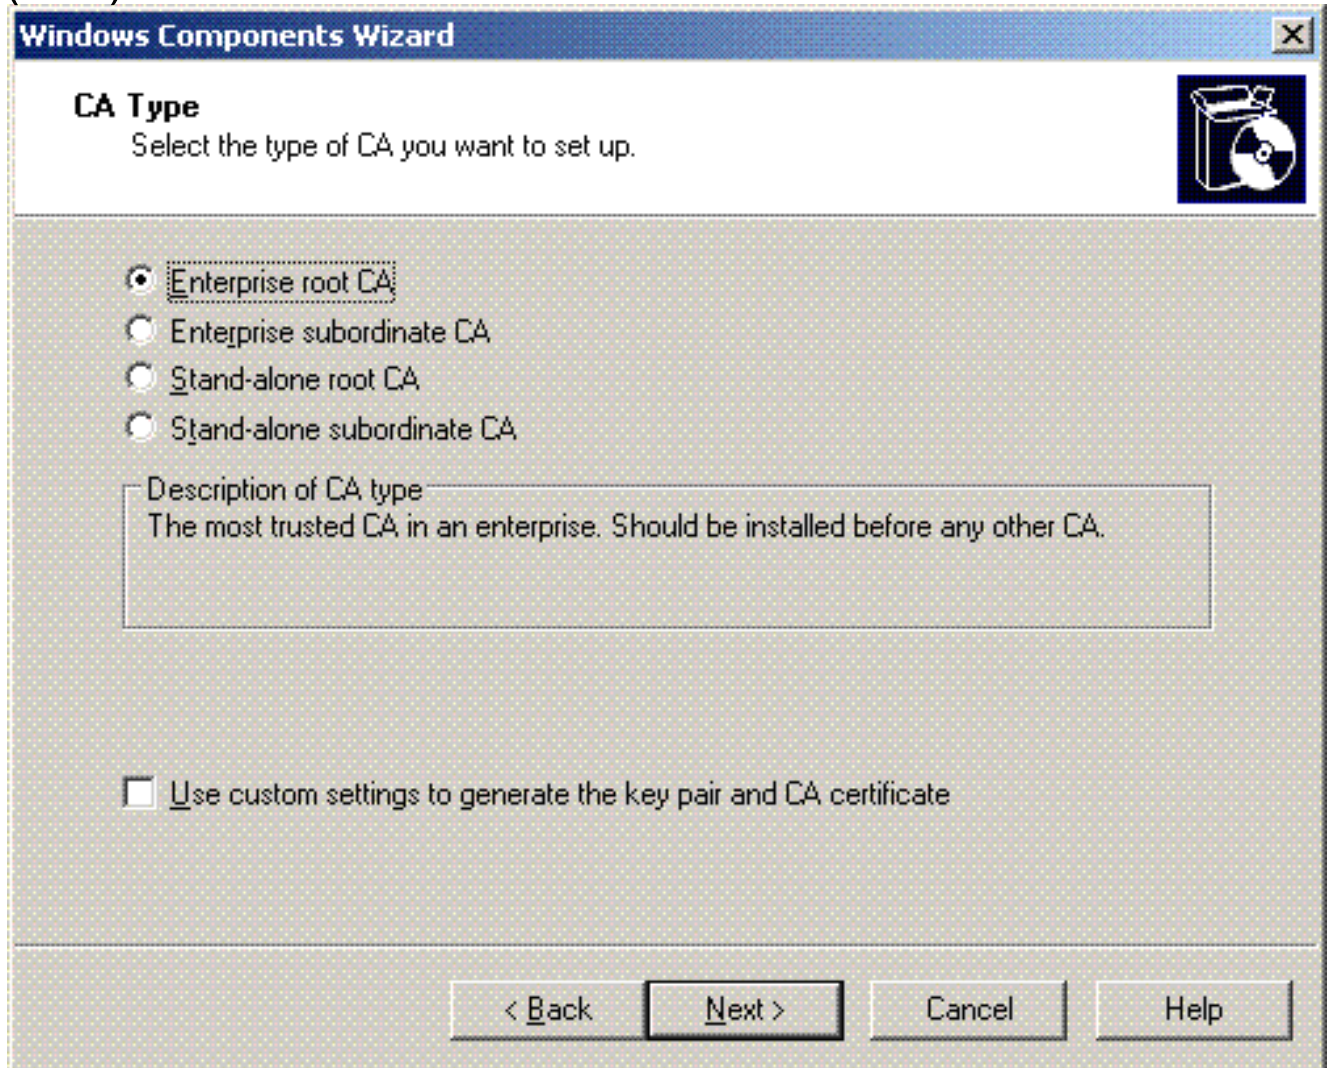 Windows Components Wizard
CA Type
Select the type of CA you want to set up.
Enterprise root CA
Enterprise subordinate CA
Stand-alone root CA
Stand-alone subordinate CA
Description of CA type
The most trusted CA in an enterprise. Should be installed before any other CA.
Use custom settings to generate the key pair and CA certificate
< Back Next > Cancel Help